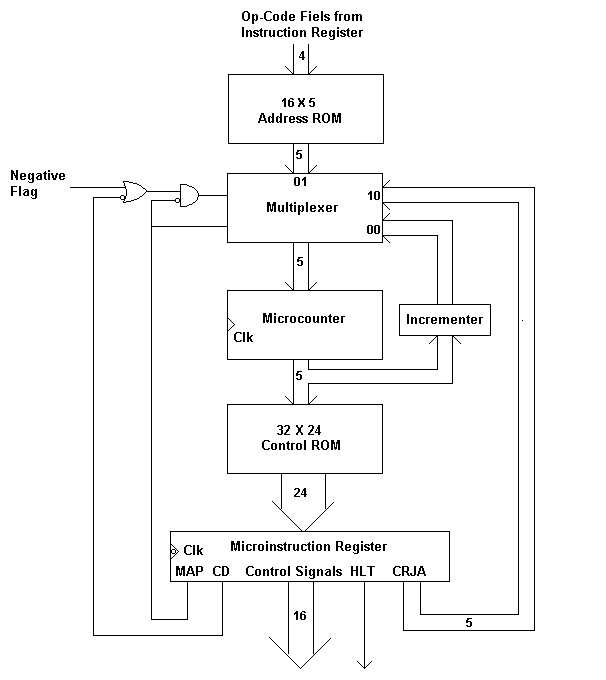 Op-Code Fiels from
Instruction Register
4
16 X 5
Address ROM
5
Negative
Flag
01
10
Multiplexer
00
5
Microcounter
Clk
Incrementer
5
32 X 24
Control ROM
24
Microinstruction Register
Clk
MAP CD Control Signals HLT CRJA
16
5